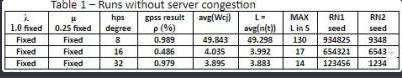 Table 1 – Runs without server congestion
λ 1.0 fixed | μ 0.25 fixed | hps degree | gpss result ρ (%) | avg(Wcj) | L = avg(n(t)) | MAX L in S | RN1 seed | RN2 seed
Fixed | Fixed | 8 | 0.989 | 49.843 | 49.298 | 130 | 934825 | 9348
Fixed | Fixed | 16 | 0.486 | 4.035 | 3.992 | 17 | 654321 | 6543
Fixed | Fixed | 32 | 0.979 | 3.895 | 3.883 | 14 | 123456 | 1234